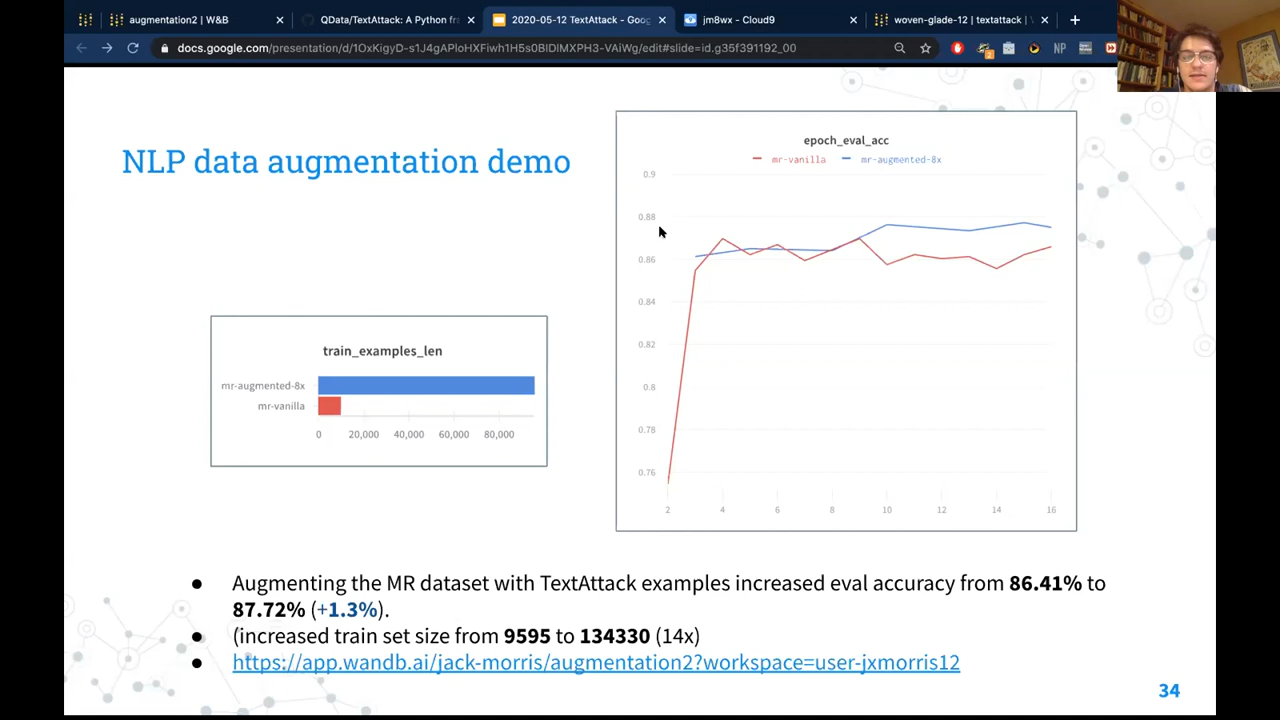 augmentation2 | W&B
QData/TextAttack: A Python fr
2020-05-12 TextAttack - Goog
jm8wx - Cloud9
woven-glade-12 | textattack |
docs.google.com/presentation/d/1OxKigyD-s1J4gAPloHXFiwh1H5s0BlDlMXPH3-VAiWg/edit#slide=id.g35f391192_00
NP
2
NLP data augmentation demo
train_examples_len
mr-augmented-8x
mr-vanilla
0 20,000 40,000 60,000 80,000
epoch_eval_acc
mr-vanilla mr-augmented-8x
0.9
0.88
0.86
0.84
0.82
0.8
0.78
0.76
2 4 6 8 10 12 14 16
● Augmenting the MR dataset with TextAttack examples increased eval accuracy from 86.41% to
87.72% (+1.3%).
● (increased train set size from 9595 to 134330 (14x)
● https://app.wandb.ai/jack-morris/augmentation2?workspace=user-jxmorris12
34